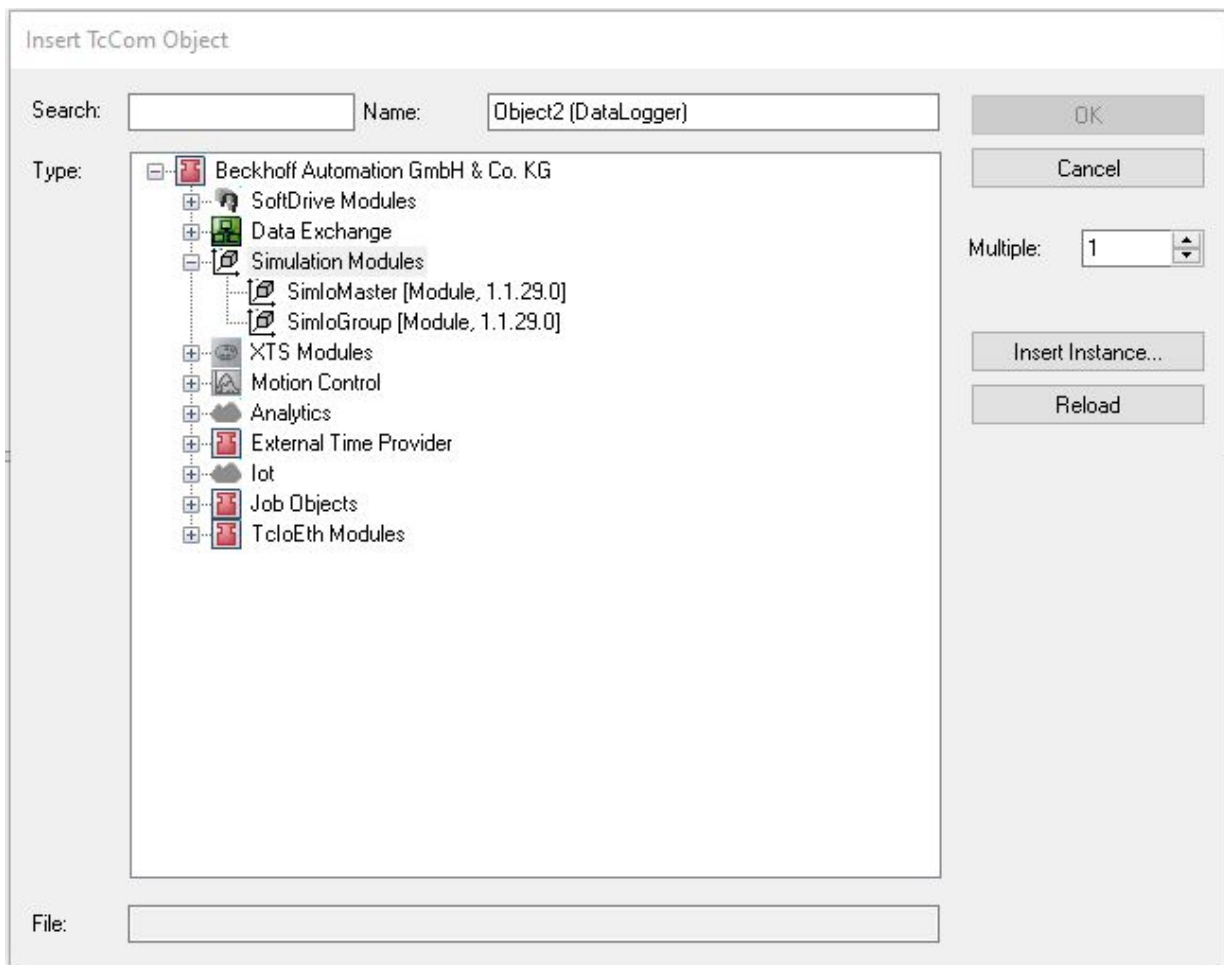 Insert TcCom Object
Search:
Name:
Object2 (DataLogger)
OK
Type:
Beckhoff Automation GmbH & Co. KG
Cancel
SoftDrive Modules
Data Exchange
Multiple:
1
Simulation Modules
SimIoMaster [Module, 1.1.29.0]
SimIoGroup [Module, 1.1.29.0]
XTS Modules
Insert Instance...
Motion Control
Reload
Analytics
External Time Provider
Iot
Job Objects
TcIoEth Modules
File: